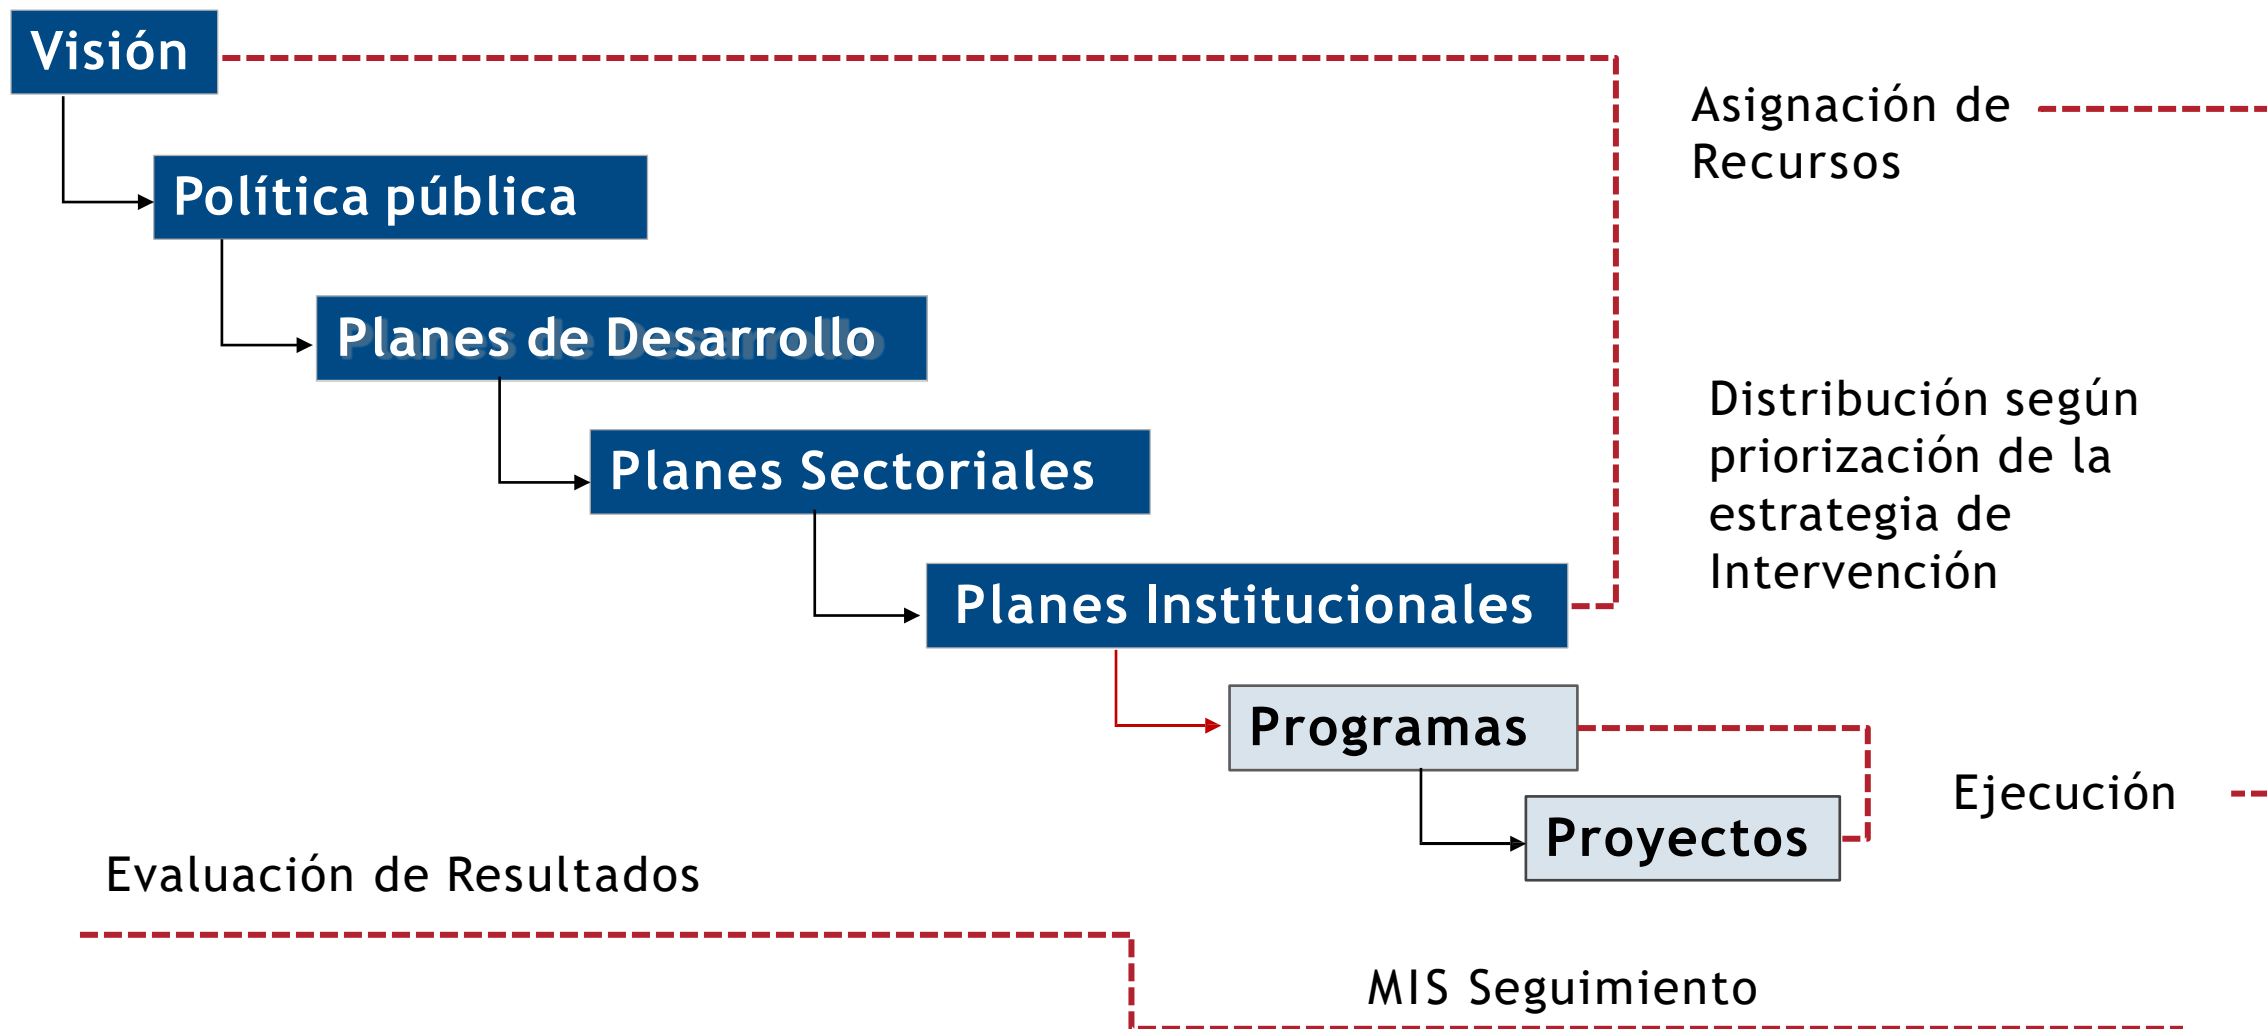 Visión
Asignación de
Recursos
Política pública
Planes de Desarrollo
Distribución según
priorización de la
estrategia de
Intervención
Planes Sectoriales
Planes Institucionales
Programas
Ejecución
Proyectos
Evaluación de Resultados
MIS Seguimiento